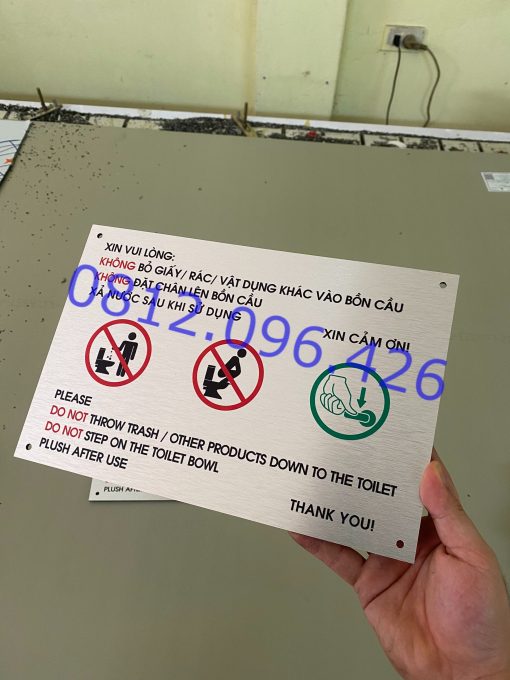 XIN VUI LÒNG:
KHÔNG BỎ GIẤY/ RÁC/ VẬT DỤNG KHÁC VÀO BỒN CẦU
KHÔNG ĐẶT CHÂN LÊN BỒN CẦU
XẢ NƯỚC SAU KHI SỬ DỤNG
XIN CẢM ƠN!
0812.096.426
PLEASE
DO NOT THROW TRASH / OTHER PRODUCTS DOWN TO THE TOILET
DO NOT STEP ON THE TOILET BOWL
PLUSH AFTER USE
THANK YOU!
PLUSH